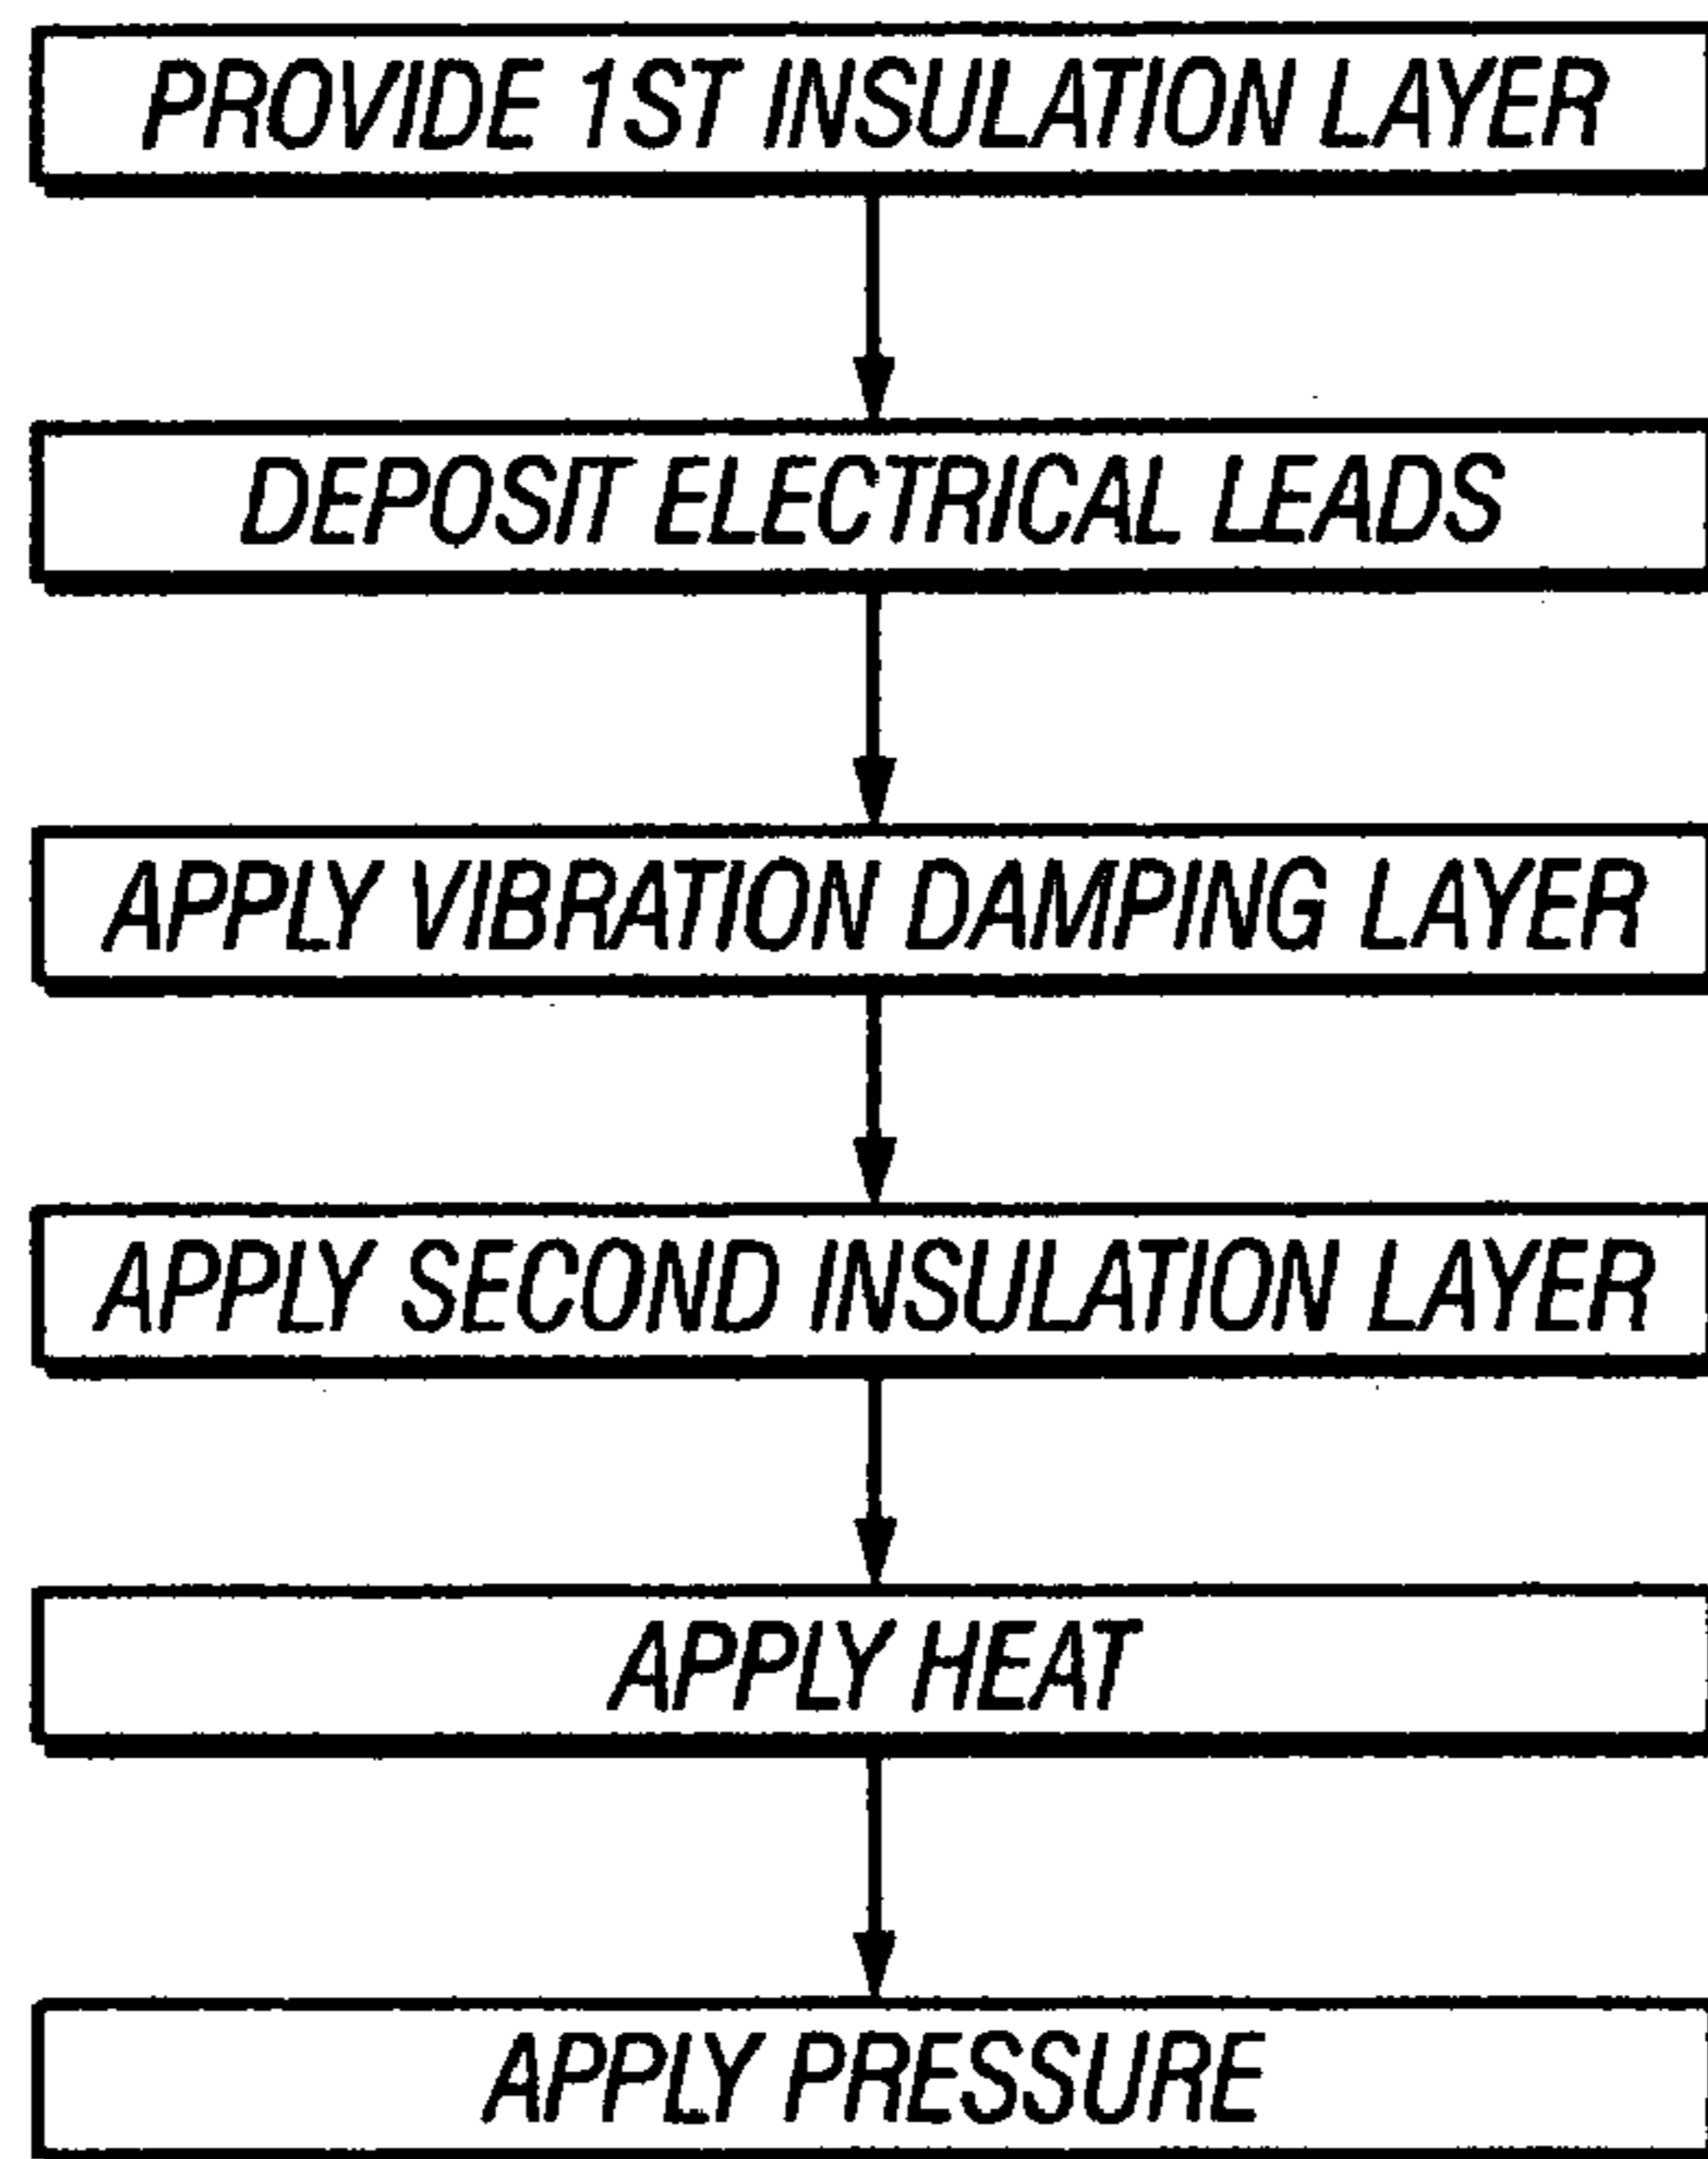 PROVIDE 1ST INSULATION LAYER
DEPOSIT ELECTRICAL LEADS
APPLY VIBRATION DAMPING LAYER
APPLY SECOND INSULATION LAYER
APPLY HEAT
APPLY PRESSURE